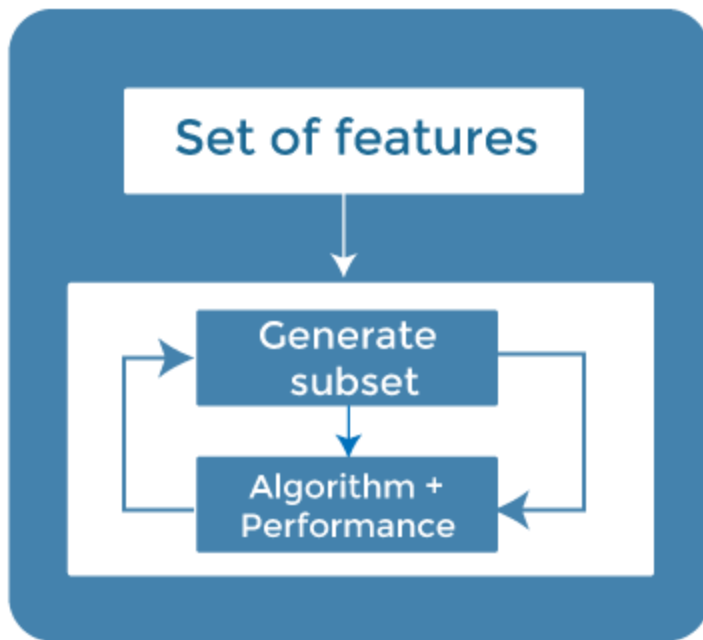 Set of features
Generate
subset
Algorithm +
Performance